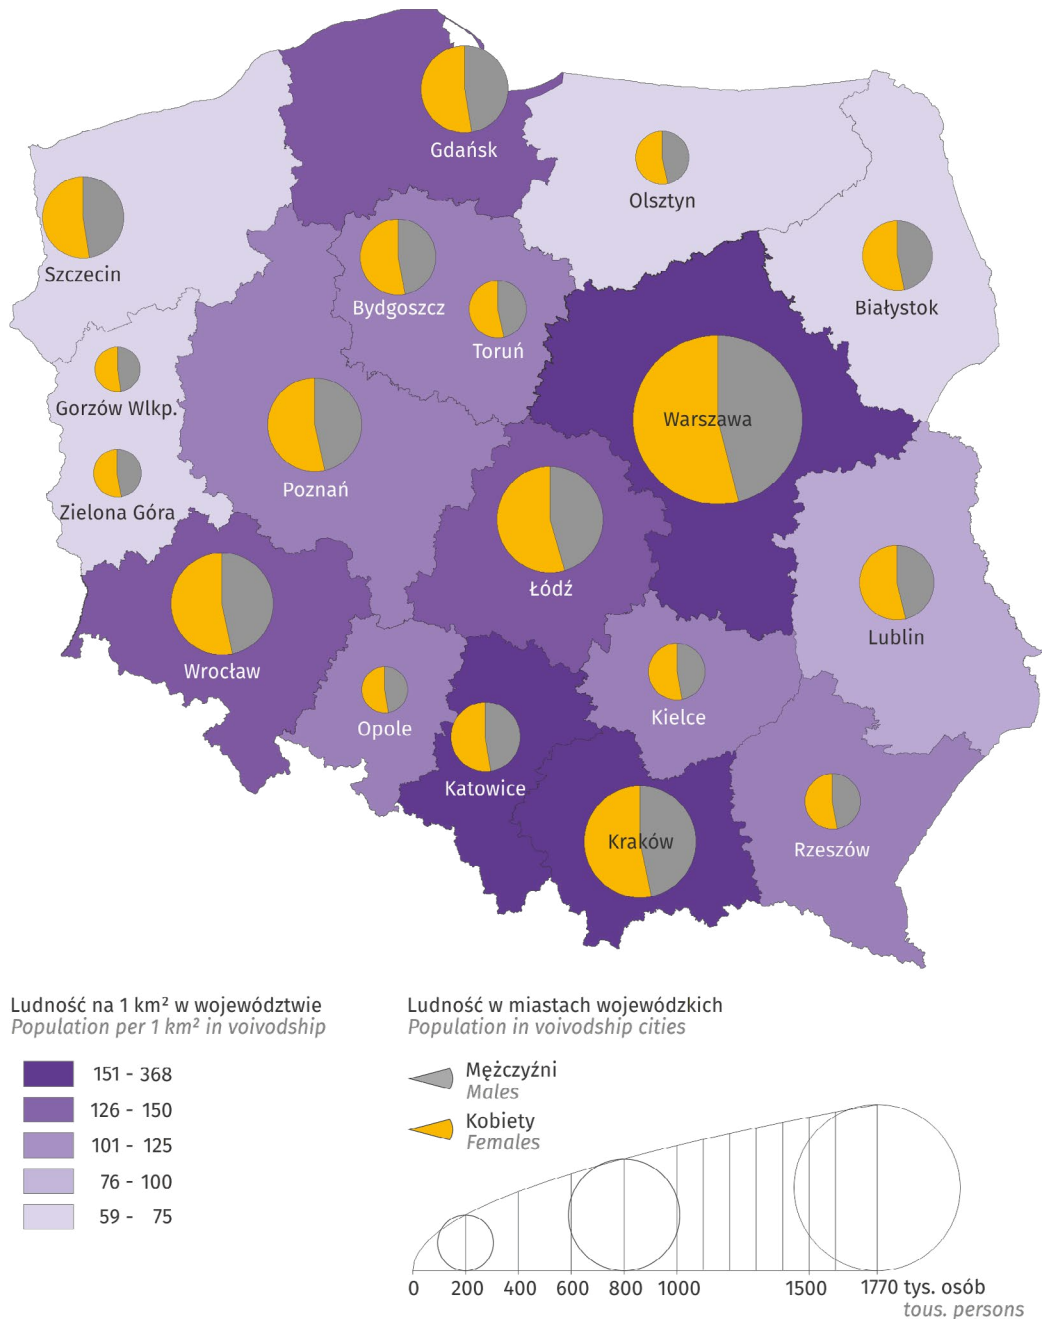 Gdańsk
Olsztyn
Szczecin
Bydgoszcz
Białystok
Toruń
Gorzów Wlkp.
Warszawa
Poznań
Zielona Góra
Łódź
Lublin
Wrocław
Kielce
Opole
Katowice
Kraków
Rzeszów
Ludność na 1 km² w województwie
Population per 1 km² in voivodship
151 - 368
126 - 150
101 - 125
76 - 100
59 - 75
Ludność w miastach wojewódzkich
Population in voivodship cities
Mężczyźni
Males
Kobiety
Females
0 200 400 600 800 1000 1500 1770 tys. osób
tous. persons